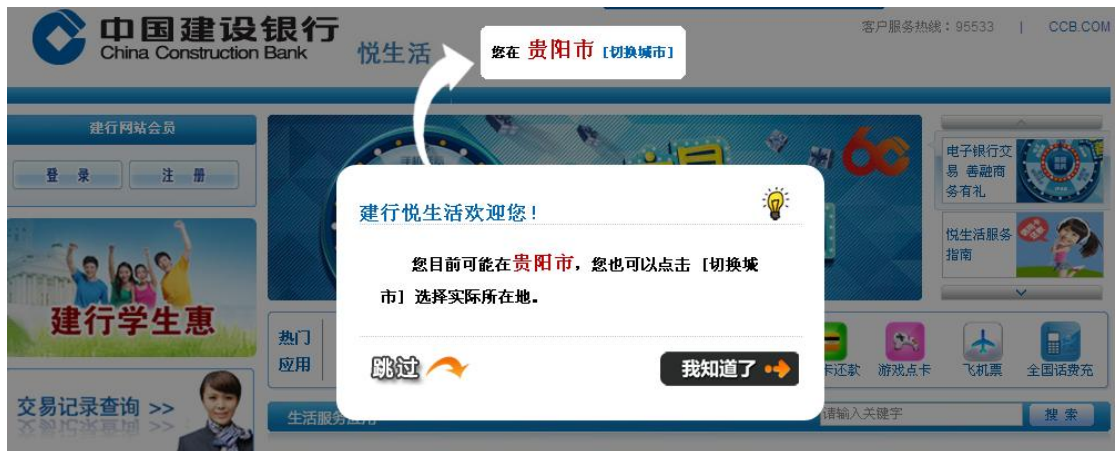 中国建设银行
China Construction Bank
悦生活
您在 贵阳市 [切换城市]
客户服务热线：95533 | CCB.COM
建行网站会员
登 录
注 册
建行学生惠
交易记录查询 >>
建行悦生活欢迎您！
您目前可能在贵阳市，您也可以点击 [切换城
市] 选择实际所在地。
跳过
我知道了
60
电子银行交
易 善融商
务有礼
悦生活服务
指南
热门
应用
卡还款
游戏点卡
飞机票
全国话费充
生活服务应用
请输入关键字
搜 索